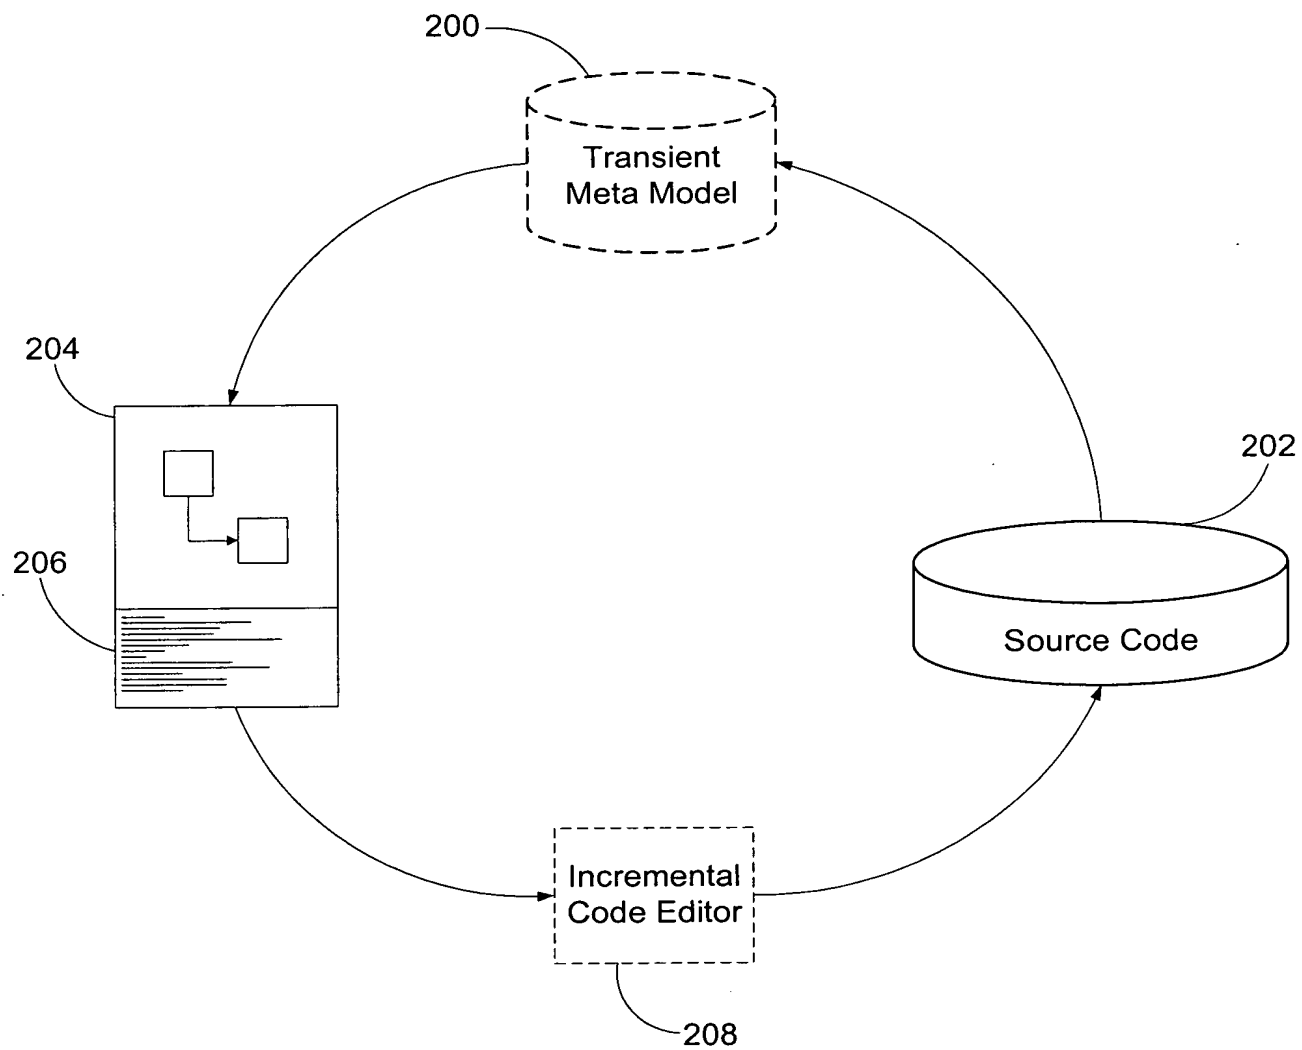 200
Transient
Meta Model
204
202
206
Source Code
Incremental
Code Editor
208